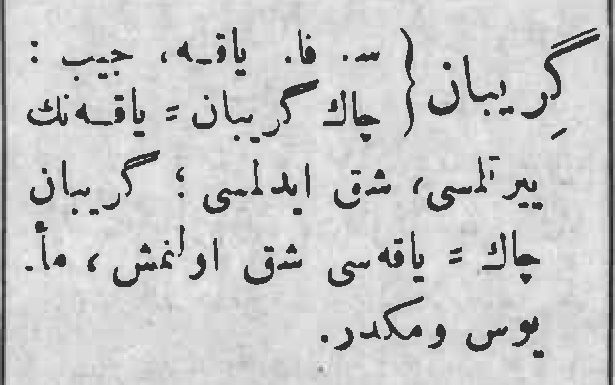 گِریبان { س. فا. یاقـه، جیب :
چاك گریبان = یاقـه‌نك
ییرتلمسی، شق ایدلمسی ؛ گریبان
چاك = یاقه‌سی شق اولنمش ، مأ.
یوس ومكدر.